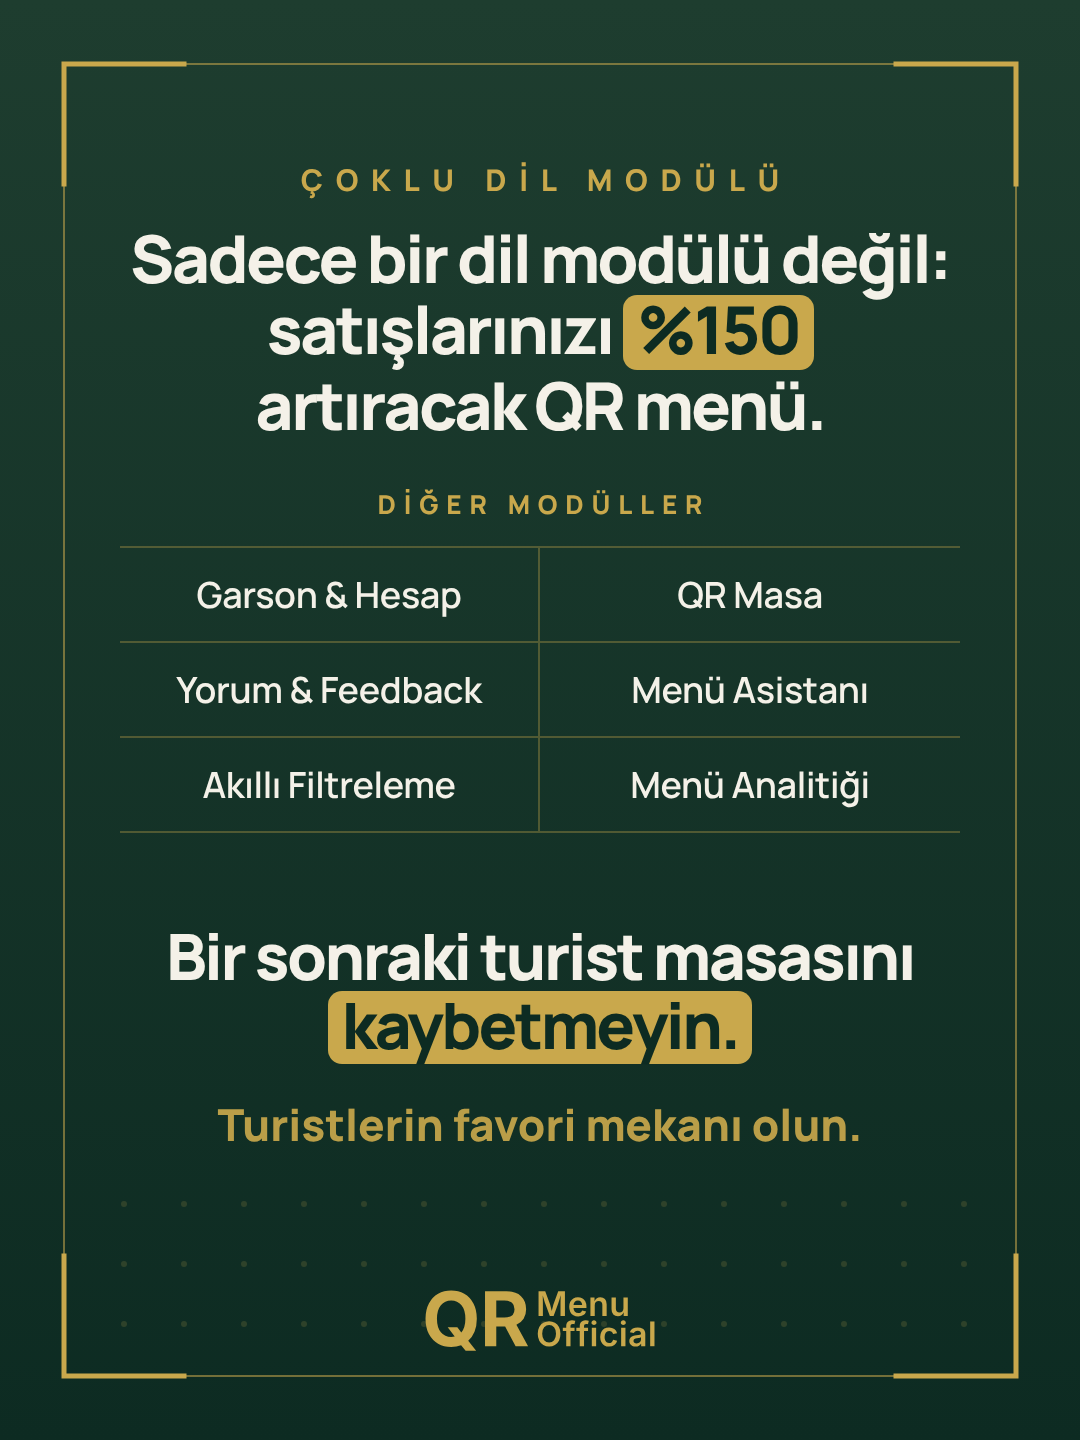 ÇOKLU DİL MODÜLÜ
Sadece bir dil modülü değil:
satışlarınızı %150
artıracak QR menü.
DİĞER MODÜLLER
Garson & Hesap
QR Masa
Yorum & Feedback
Menü Asistanı
Akıllı Filtreleme
Menü Analitiği
Bir sonraki turist masasını
kaybetmeyin.
Turistlerin favori mekanı olun.
QR Menu
Official